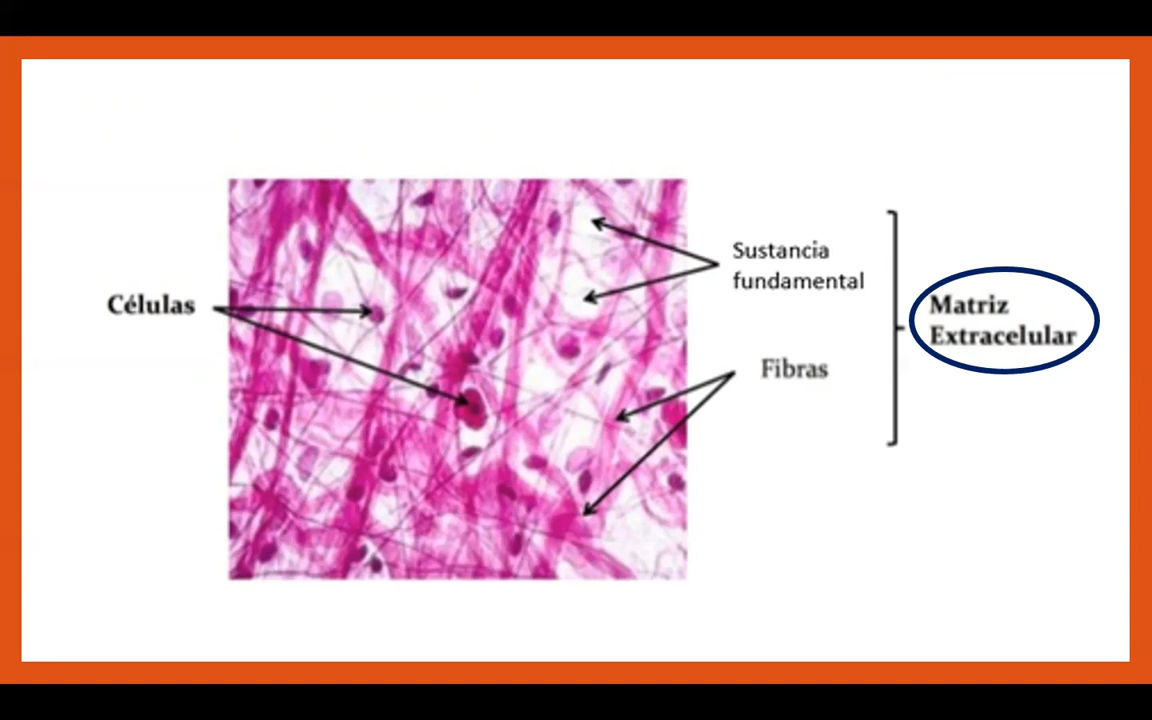 Células
Sustancia
fundamental
Fibras
Matriz
Extracelular